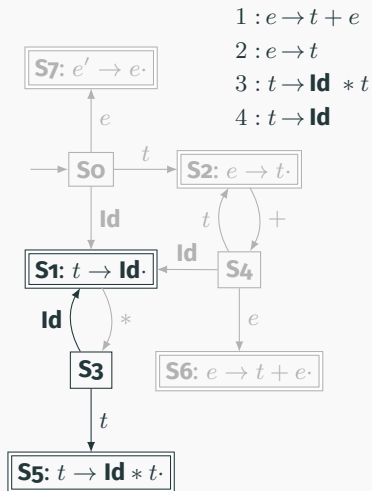 1 : e → t + e
2 : e → t
3 : t → Id * t
4 : t → Id
S7: e′ → e·
e
S0
t
S2: e → t·
Id
t
+
S1: t → Id·
Id
S4
Id
*
e
S3
S6: e → t + e·
t
S5: t → Id * t·